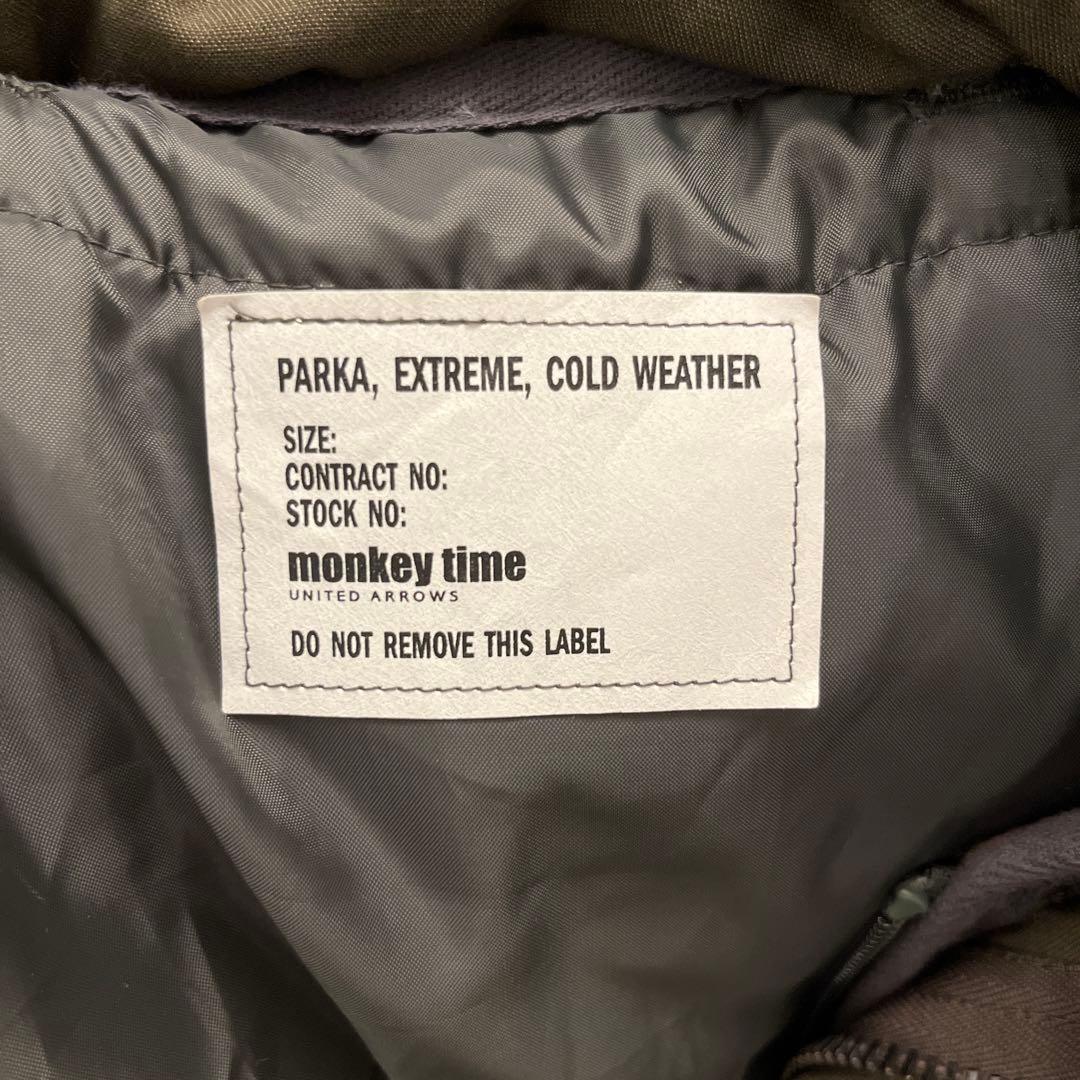 PARKA, EXTREME, COLD WEATHER
SIZE:
CONTRACT NO:
STOCK NO:
monkey time
UNITED ARROWS
DO NOT REMOVE THIS LABEL